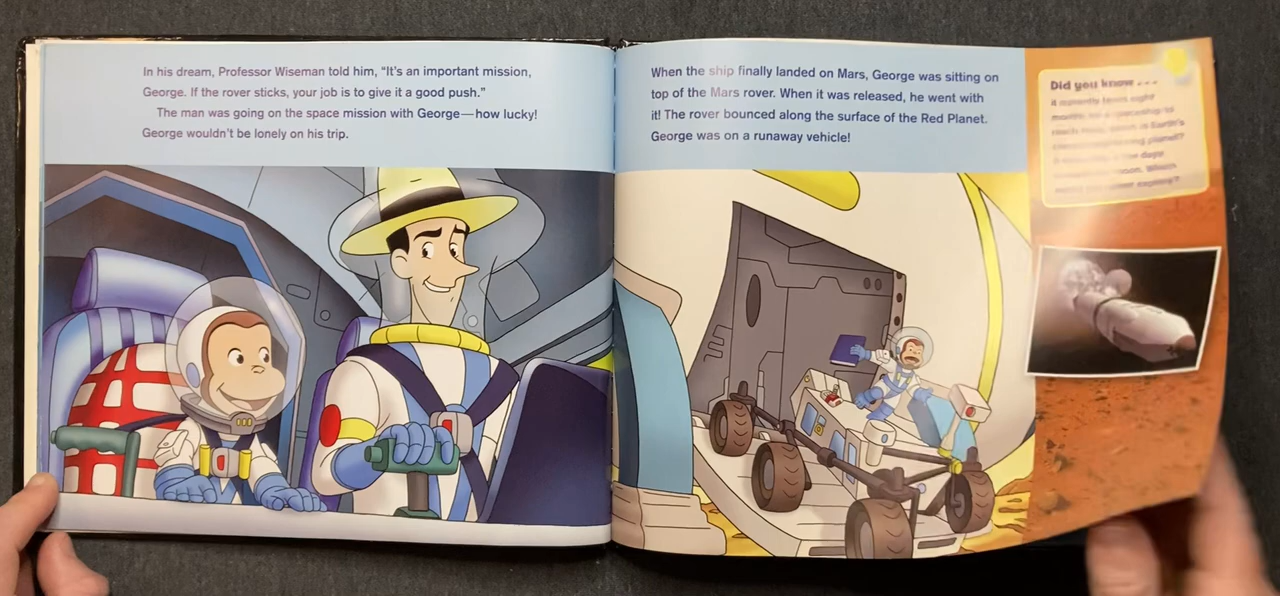 In his dream, Professor Wiseman told him, “It’s an important mission,
George. If the rover sticks, your job is to give it a good push.”
The man was going on the space mission with George—how lucky!
George wouldn’t be lonely on his trip.
When the ship finally landed on Mars, George was sitting on
top of the Mars rover. When it was released, he went with
it! The rover bounced along the surface of the Red Planet.
George was on a runaway vehicle!
Did you know . . .